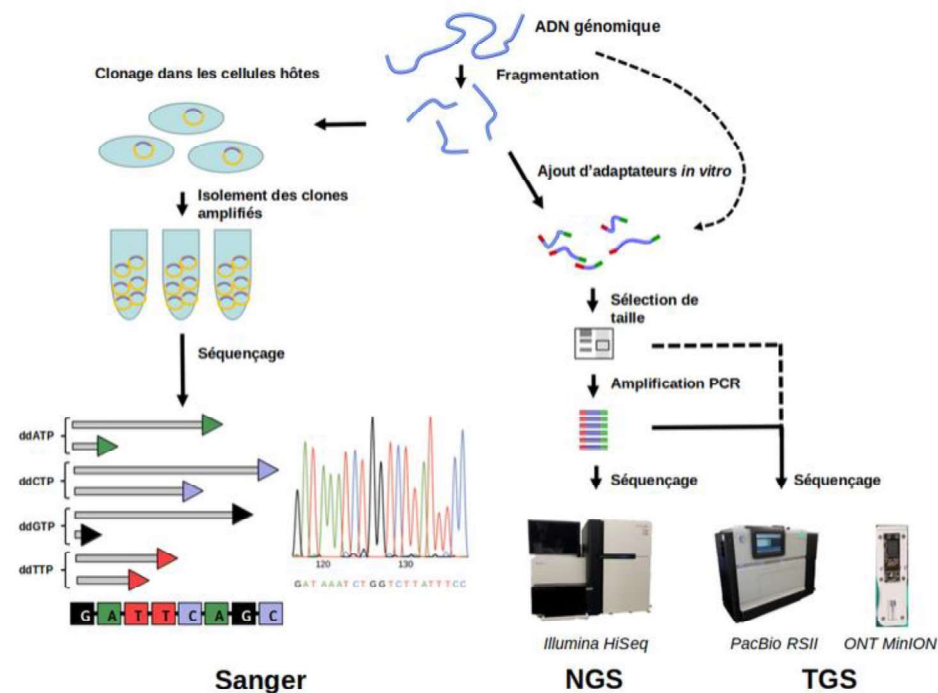 ADN génomique
Fragmentation
Clonage dans les cellules hôtes
Ajout d'adaptateurs in vitro
Isolement des clones
amplifiés
Sélection de
taille
Séquençage
Amplification PCR
ddATP
ddCTP
ddGTP
ddTTP
120 130
GATAAATCTGGTCTTATTTCC
G A T T C A G C
Séquençage
Séquençage
Illumina HiSeq
PacBio RSII
ONT MinION
Sanger
NGS
TGS